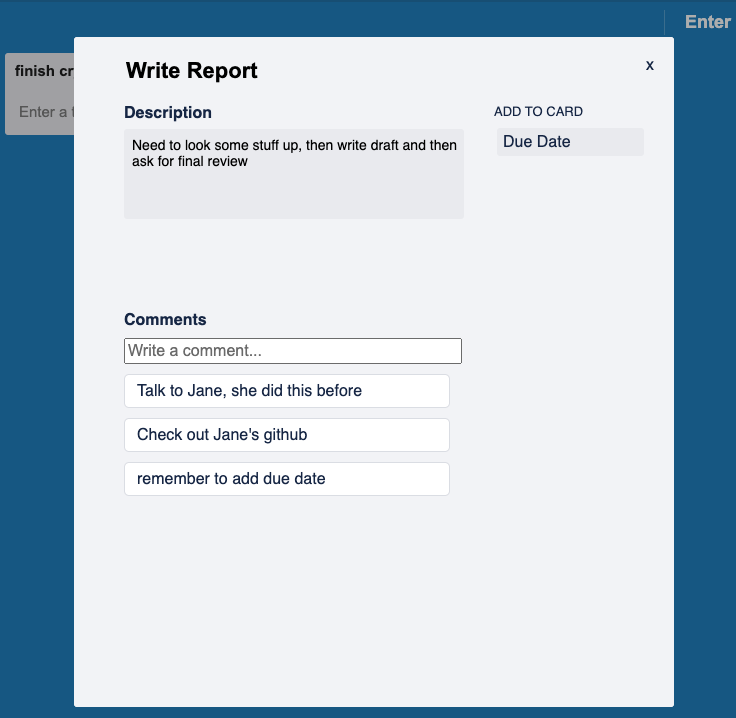 Enter
finish cr
Enter a t
Write Report
x
Description
Need to look some stuff up, then write draft and then
ask for final review
ADD TO CARD
Due Date
Comments
Write a comment...
Talk to Jane, she did this before
Check out Jane's github
remember to add due date